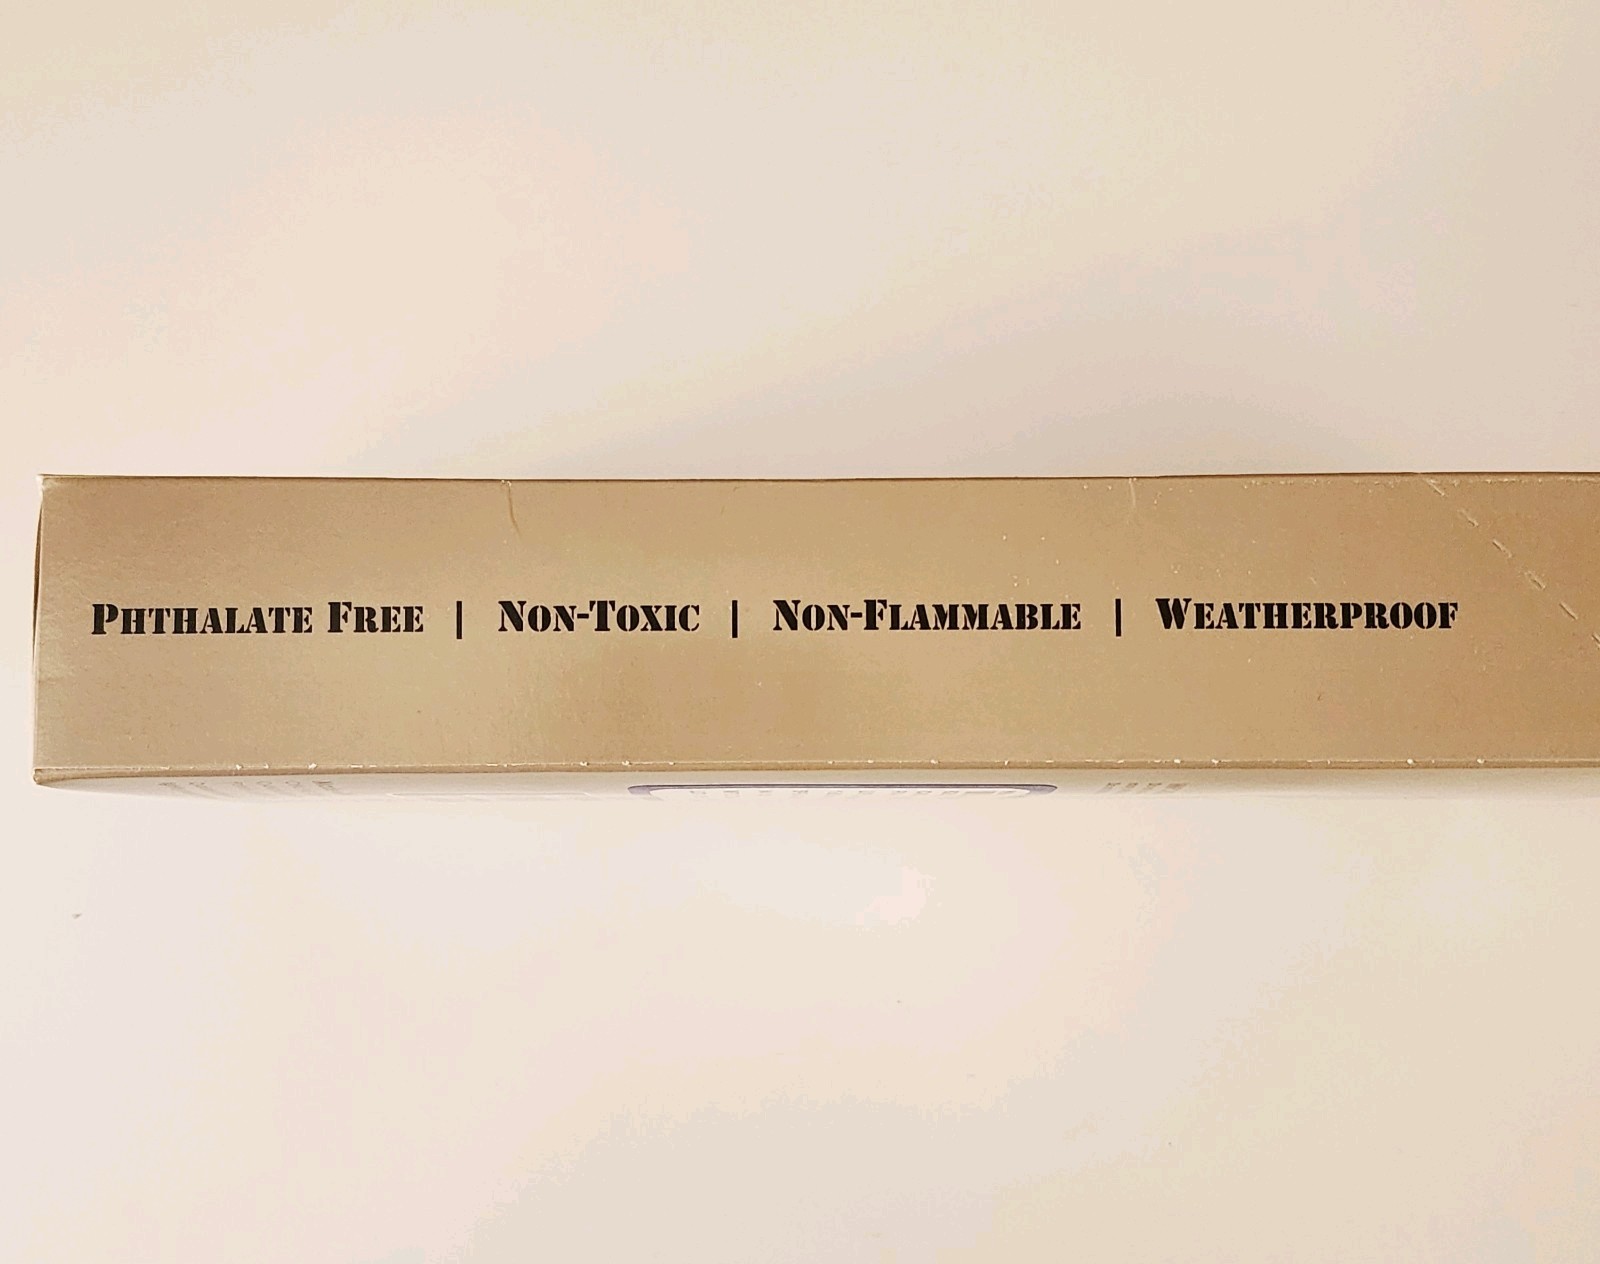 Phthalate Free | Non-Toxic | Non-Flammable | Weatherproof